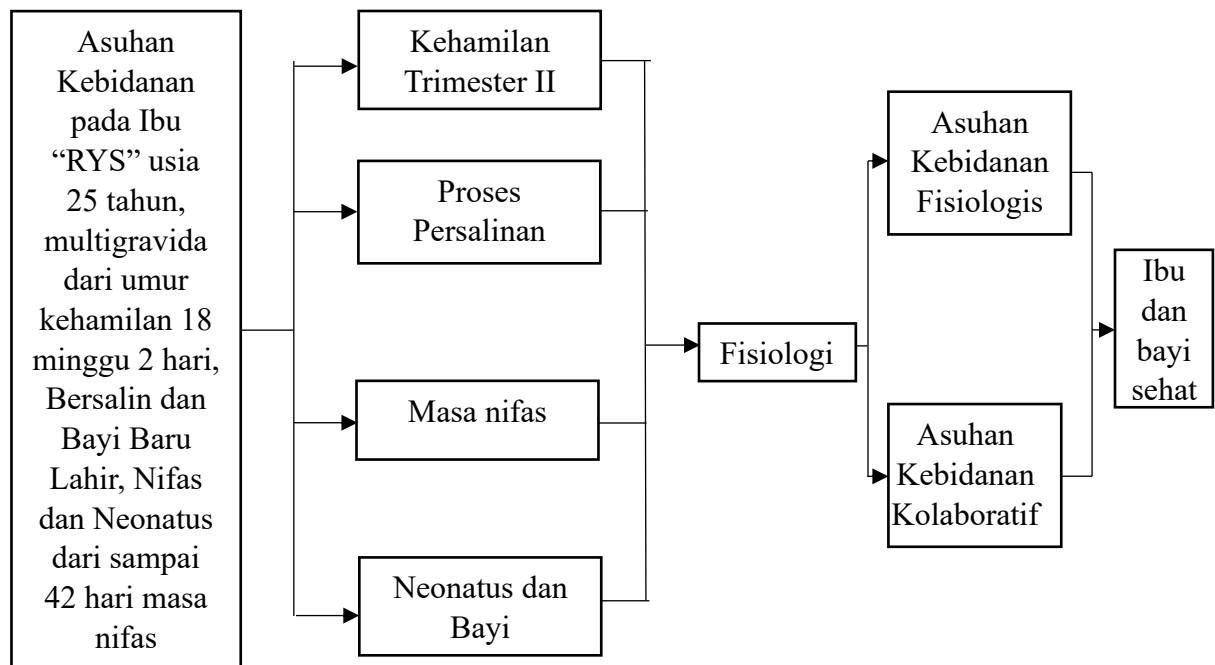 Asuhan
Kebidanan
pada Ibu
“RYS” usia
25 tahun,
multigravida
dari umur
kehamilan 18
minggu 2 hari,
Bersalin dan
Bayi Baru
Lahir, Nifas
dan Neonatus
dari sampai
42 hari masa
nifas
Kehamilan
Trimester II
Proses
Persalinan
Masa nifas
Neonatus dan
Bayi
Fisiologi
Asuhan
Kebidanan
Fisiologis
Asuhan
Kebidanan
Kolaboratif
Ibu
dan
bayi
sehat